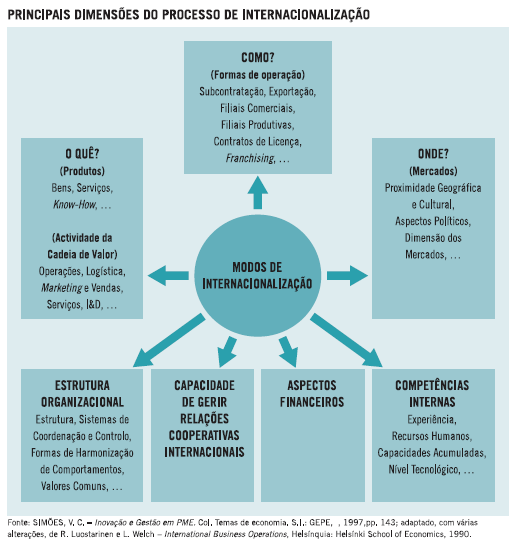 PRINCIPAIS DIMENSÕES DO PROCESSO DE INTERNACIONALIZAÇÃO
COMO?
(Formas de operação)
Subcontratação, Exportação,
Filiais Comerciais,
Filiais Produtivas,
Contratos de Licença,
Franchising, …
O QUÊ?
(Produtos)
Bens, Serviços,
Know-How, …
(Actividade da
Cadeia de Valor)
Operações, Logística,
Marketing e Vendas,
Serviços, I&D, …
ONDE?
(Mercados)
Proximidade Geográfica
e Cultural,
Aspectos Políticos,
Dimensão dos
Mercados, …
MODOS DE
INTERNACIONALIZAÇÃO
ESTRUTURA
ORGANIZACIONAL
Estrutura, Sistemas de
Coordenação e Controlo,
Formas de Harmonização
de Comportamentos,
Valores Comuns, …
CAPACIDADE
DE GERIR
RELAÇÕES
COOPERATIVAS
INTERNACIONAIS
ASPECTOS
FINANCEIROS
COMPETÊNCIAS
INTERNAS
Experiência,
Recursos Humanos,
Capacidades Acumuladas,
Nível Tecnológico, …
Fonte: SIMÕES, V. C. – Inovação e Gestão em PME. Col. Temas de economia, S.l.: GEPE, , 1997,pp. 143; adaptado, com várias
alterações, de R. Luostarinen e L. Welch – International Business Operations, Helsínquia: Helsínki School of Economics, 1990.